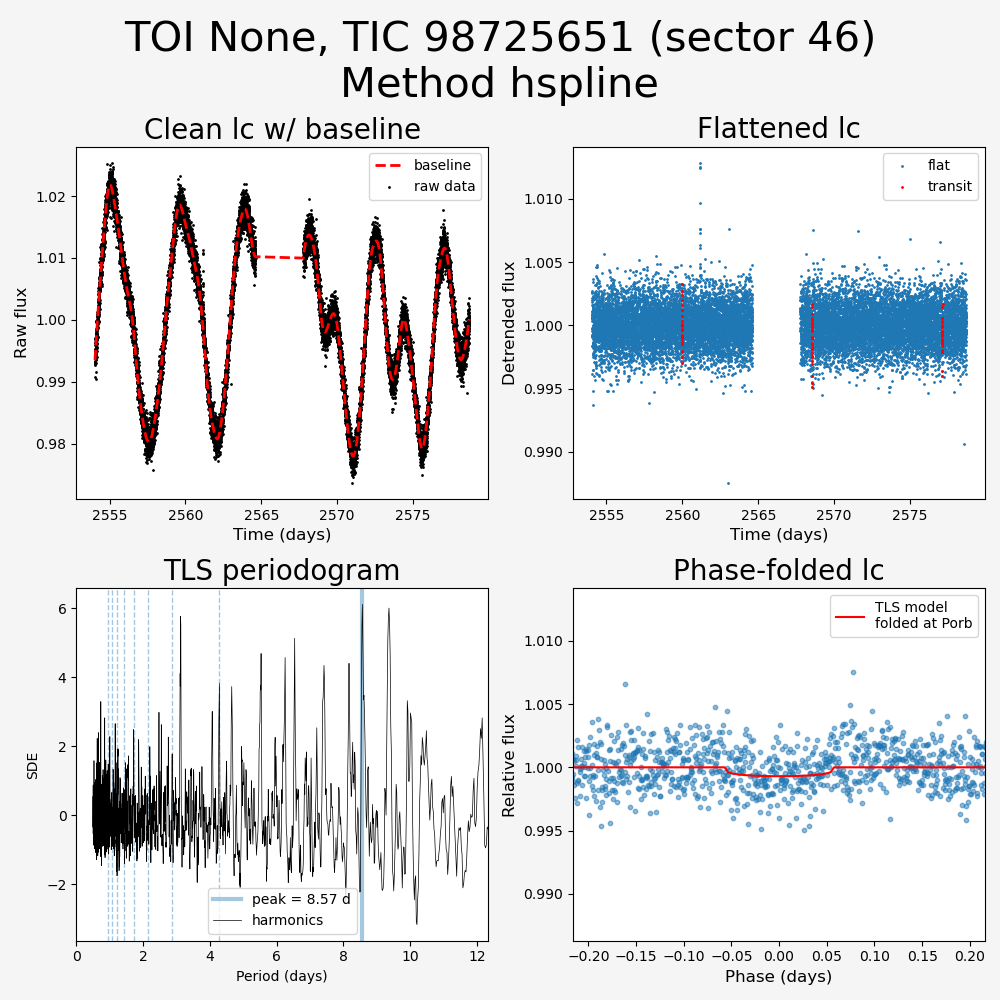 TOI None, TIC 98725651 (sector 46)
Method hspline
Clean lc w/ baseline
baseline
raw data
1.02
1.01
1.00
0.99
0.98
Raw flux
2555
2560
2565
2570
2575
Time (days)
Flattened lc
flat
transit
1.010
1.005
1.000
0.995
0.990
Detrended flux
2555
2560
2565
2570
2575
Time (days)
TLS periodogram
6
4
2
0
−2
SDE
peak = 8.57 d
harmonics
0
2
4
6
8
10
12
Period (days)
Phase-folded lc
TLS model
folded at Porb
1.010
1.005
1.000
0.995
0.990
Relative flux
−0.20
−0.15
−0.10
−0.05
0.00
0.05
0.10
0.15
0.20
Phase (days)